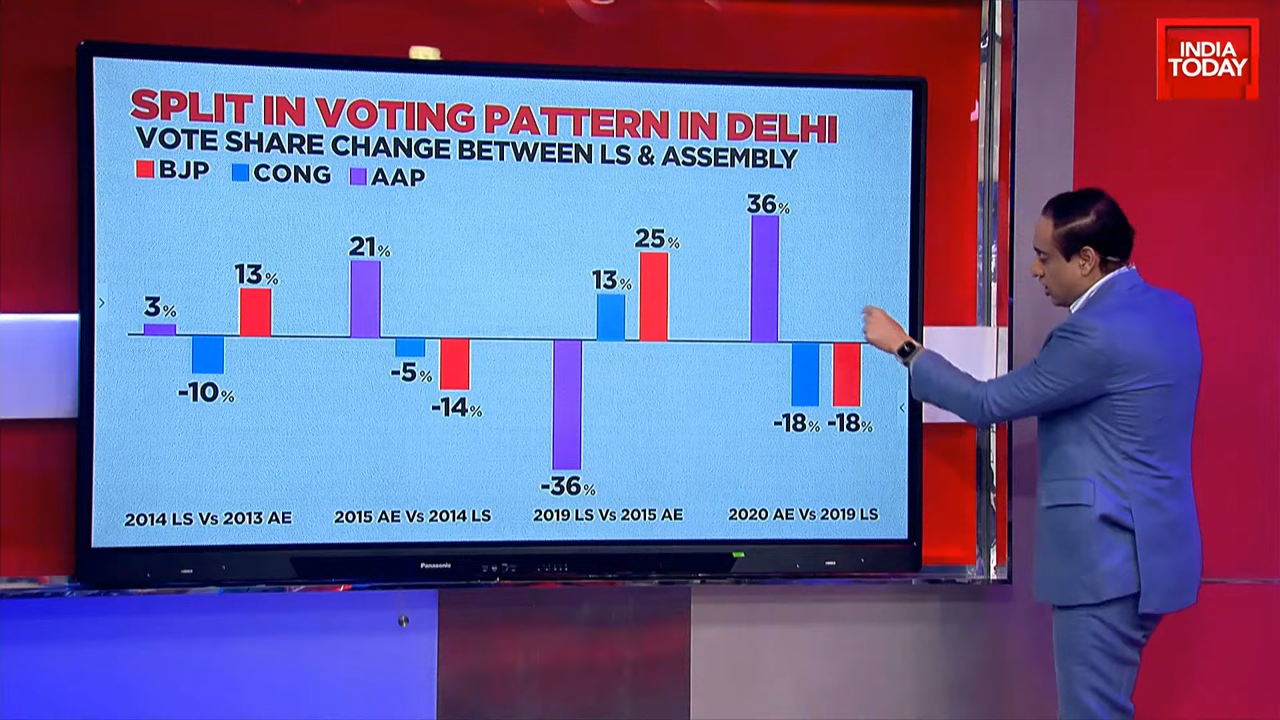 INDIA
TODAY
SPLIT IN VOTING PATTERN IN DELHI
VOTE SHARE CHANGE BETWEEN LS & ASSEMBLY
BJP CONG AAP
3% -10% 13%
21% -5% -14%
-36% 13% 25%
36% -18% -18%
2014 LS Vs 2013 AE 2015 AE Vs 2014 LS 2019 LS Vs 2015 AE 2020 AE Vs 2019 LS
Panasonic